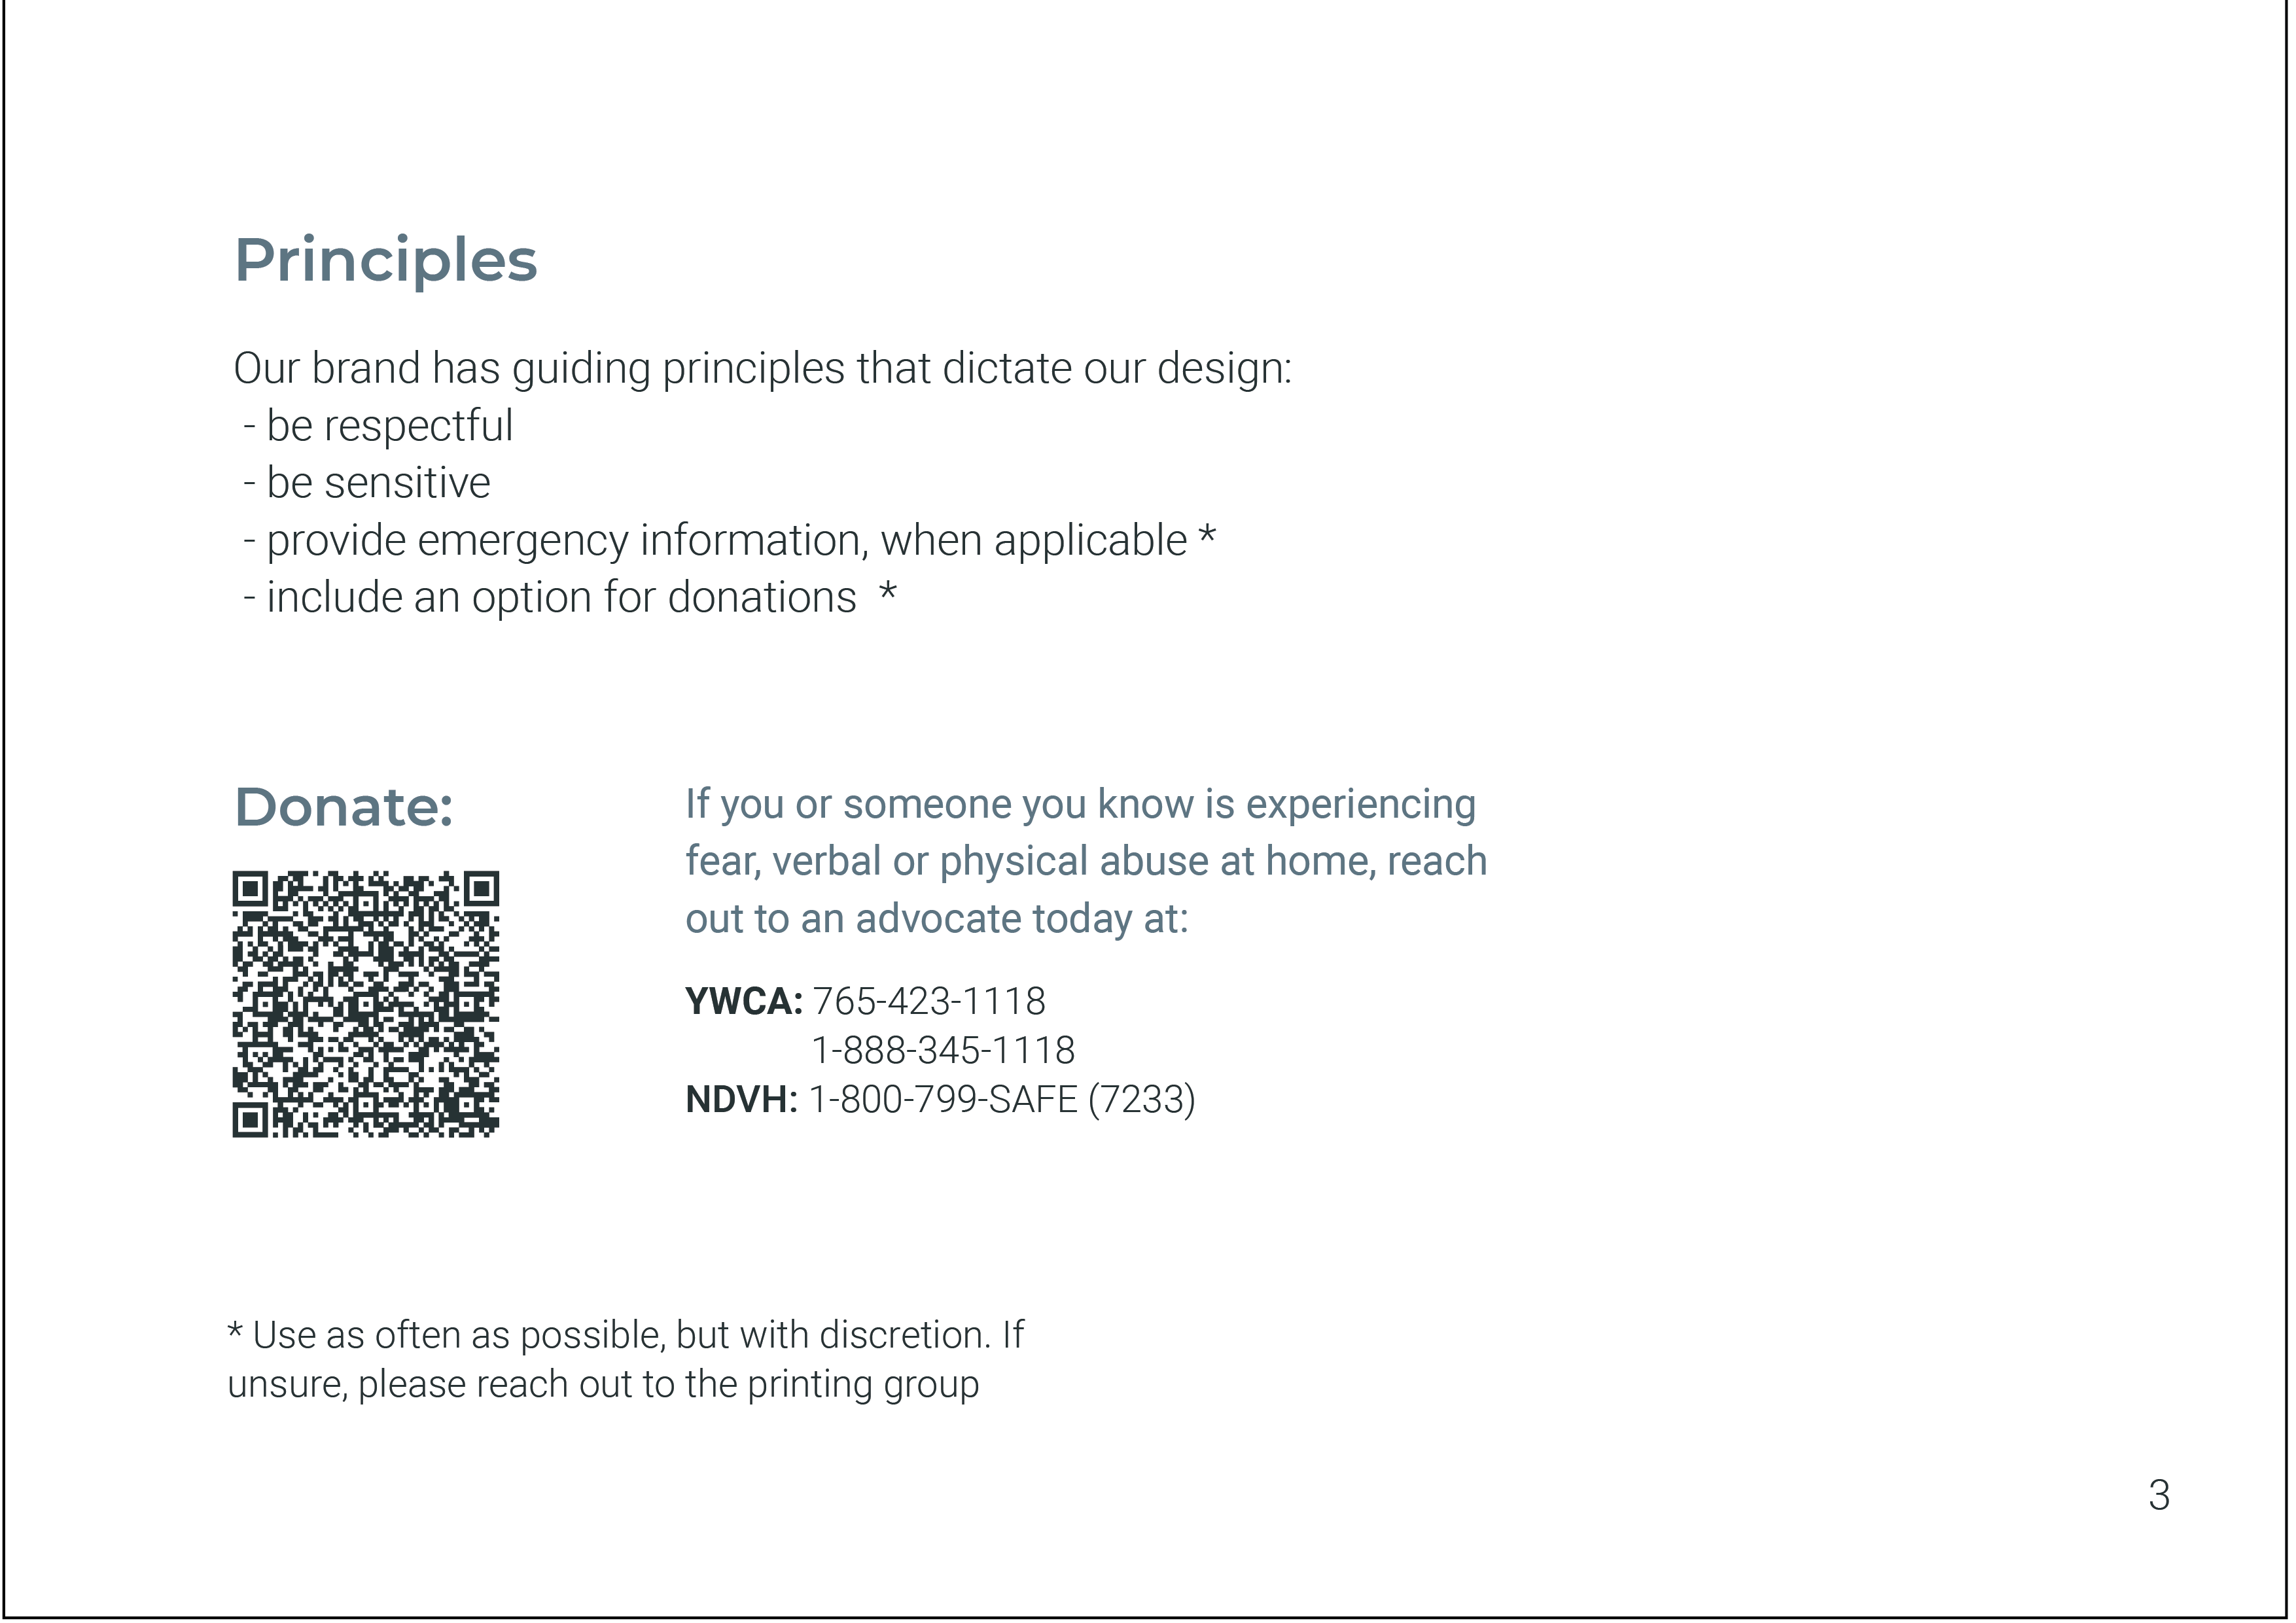 Principles
Our brand has guiding principles that dictate our design:
- be respectful
- be sensitive
- provide emergency information, when applicable *
- include an option for donations  *
Donate:
If you or someone you know is experiencing
fear, verbal or physical abuse at home, reach
out to an advocate today at:
YWCA: 765-423-1118
1-888-345-1118
NDVH: 1-800-799-SAFE (7233)
* Use as often as possible, but with discretion. If
unsure, please reach out to the printing group
3